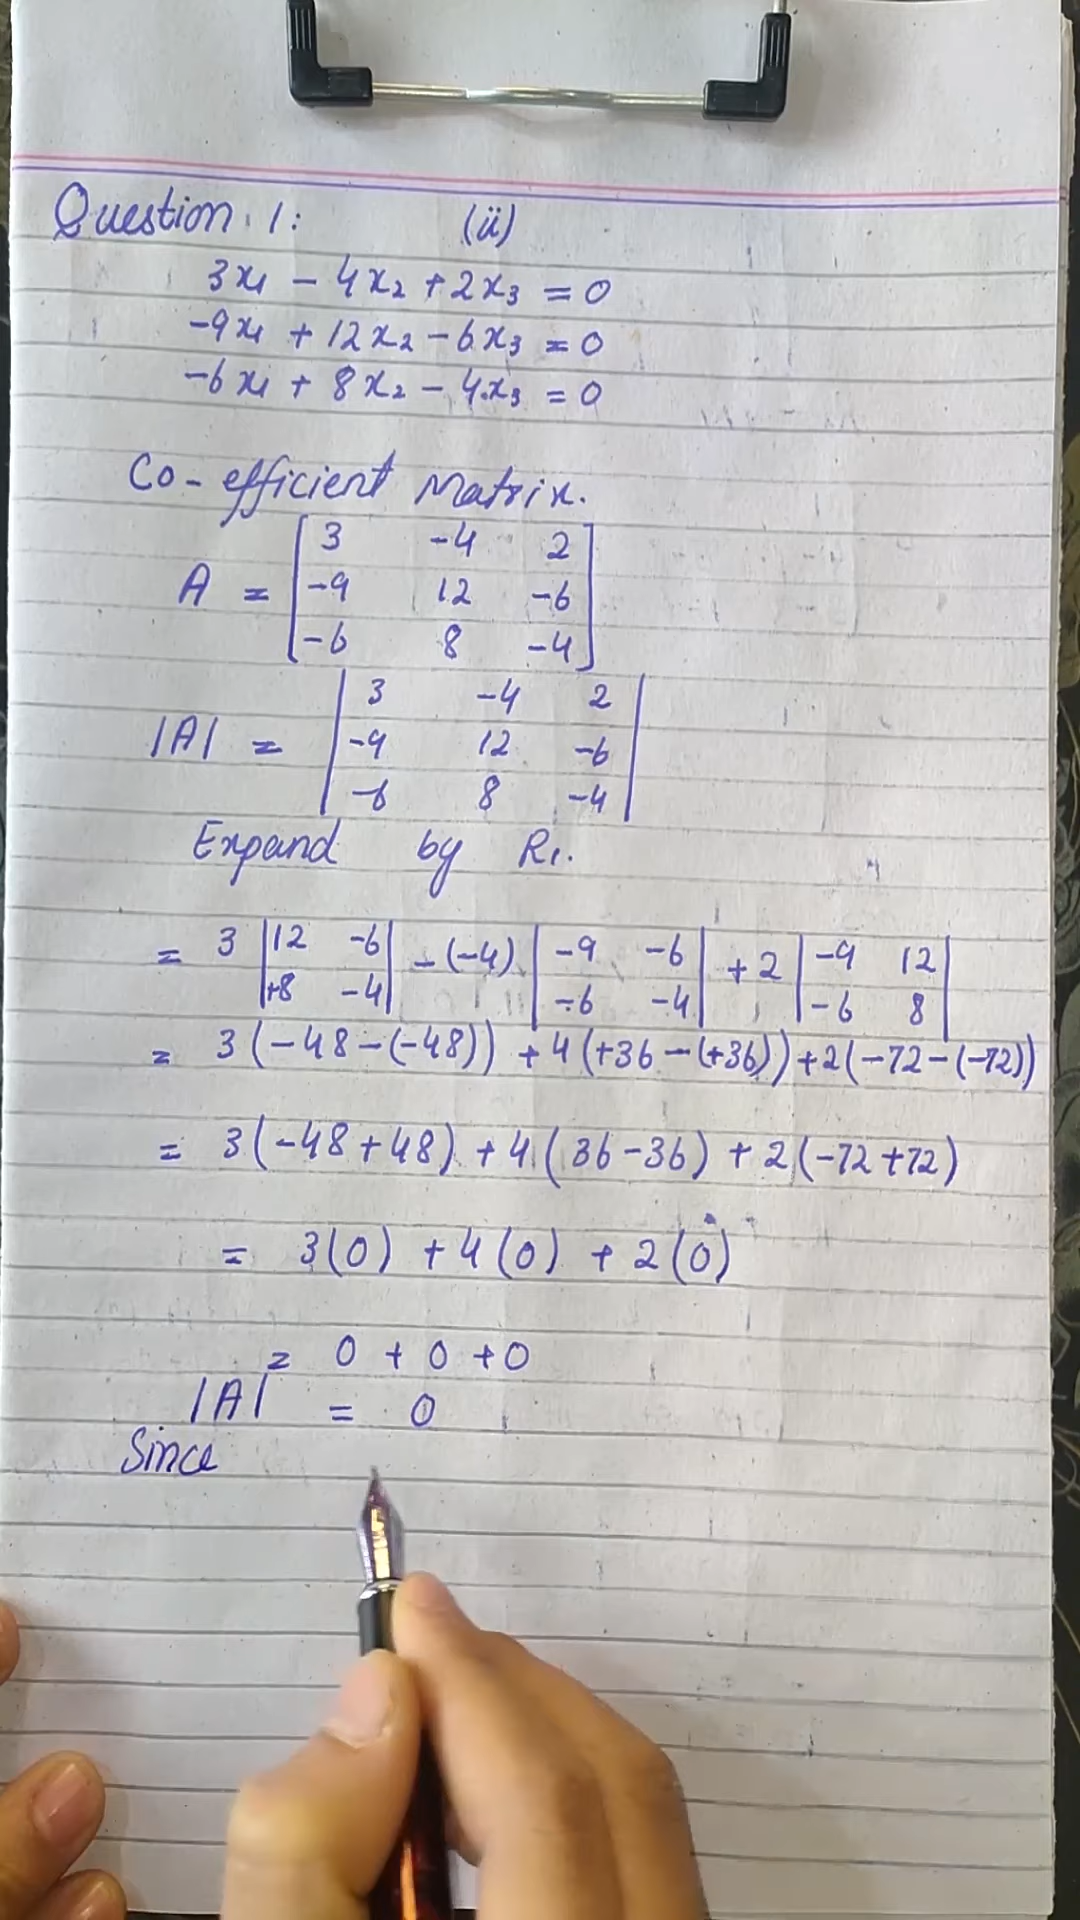 Question. 1: (ii)
3x₁ - 4x₂ + 2x₃ = 0
-9x₁ + 12x₂ - 6x₃ = 0
-6x₁ + 8x₂ - 4x₃ = 0
Co-efficient Matrix.
A = [3 -4 2
-9 12 -6
-6 8 -4]
|A| = |3 -4 2
-9 12 -6
-6 8 -4|
Expand by R₁.
= 3 |12 -6| - (-4) |-9 -6| + 2 |-9 12|
|+8 -4| |-6 -4| |-6 8|
= 3(-48-(-48)) + 4(+36-(+36)) + 2(-72-(-72))
= 3(-48+48) + 4(36-36) + 2(-72+72)
= 3(0) + 4(0) + 2(0)
= 0 + 0 + 0
|A| = 0
Since